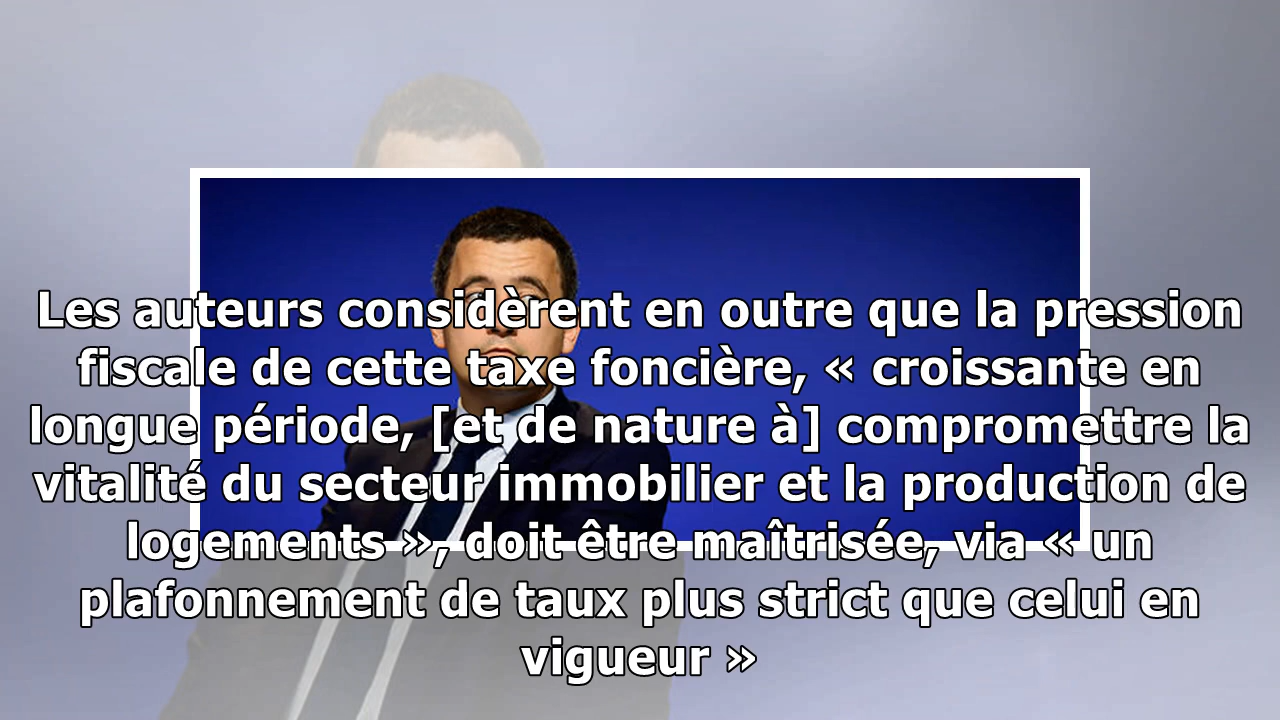 Les auteurs considèrent en outre que la pression
fiscale de cette taxe foncière, « croissante en
longue période, [et de nature à] compromettre la
vitalité du secteur immobilier et la production de
logements », doit être maîtrisée, via « un
plafonnement de taux plus strict que celui en
vigueur »